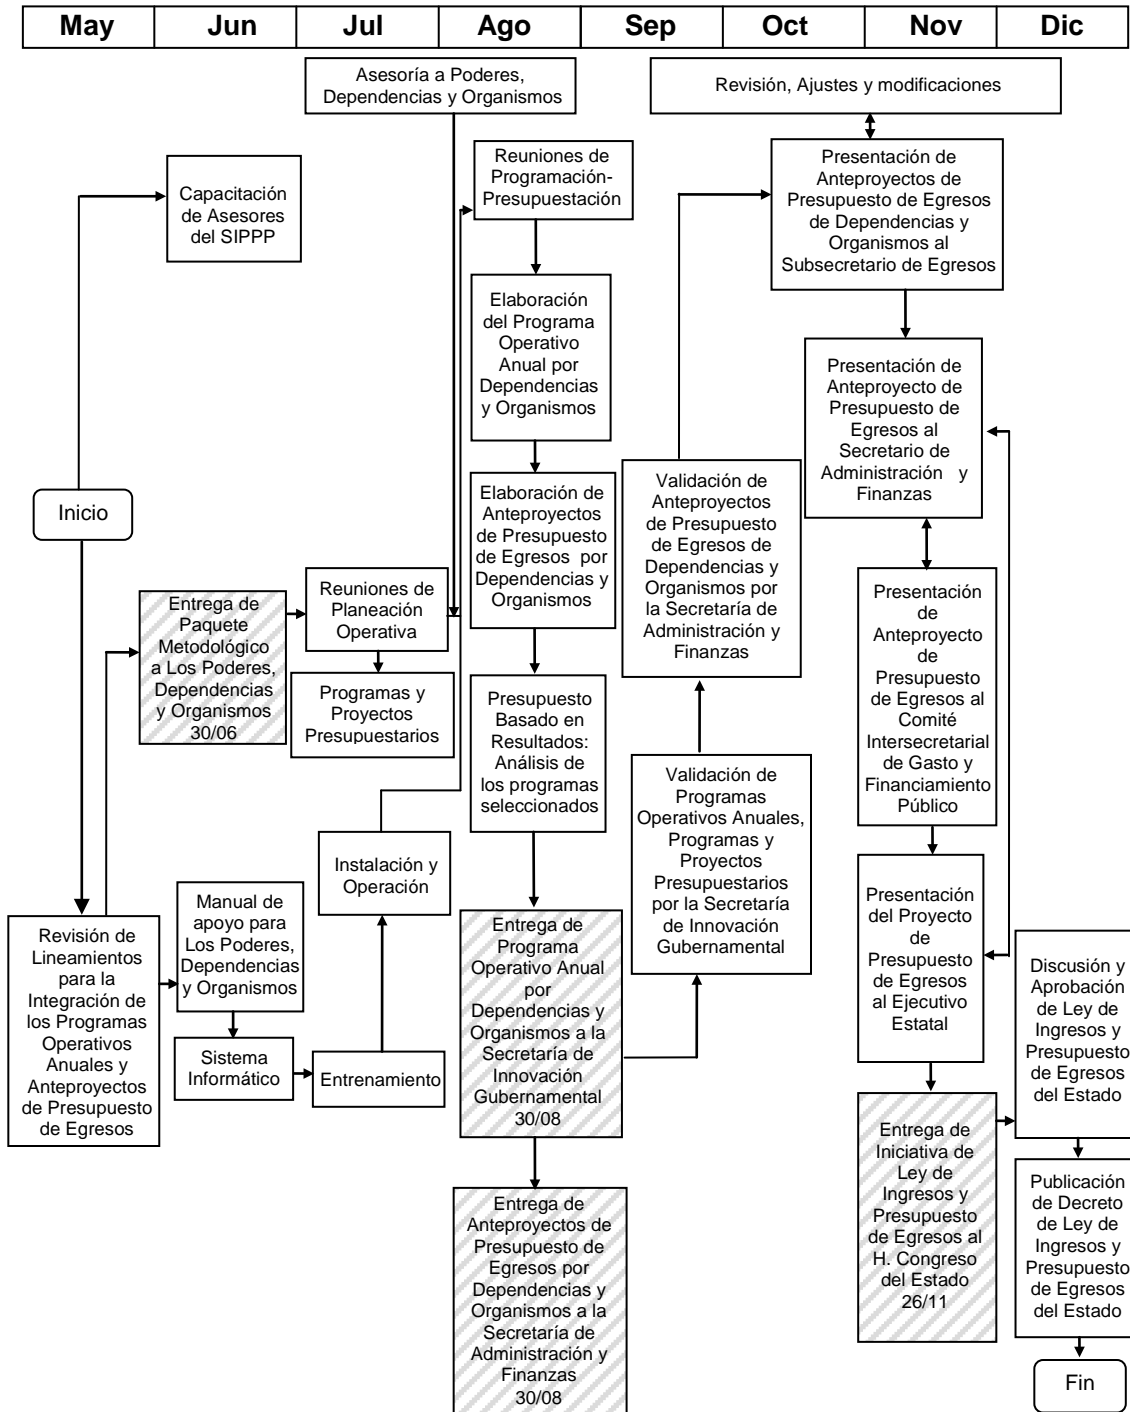 May Jun Jul Ago Sep Oct Nov Dic
Asesoría a Poderes,
Dependencias y Organismos
Revisión, Ajustes y modificaciones
Capacitación
de Asesores
del SIPPP
Reuniones de
Programación-
Presupuestación
Presentación de
Anteproyectos de
Presupuesto de Egresos
de Dependencias y
Organismos al
Subsecretario de Egresos
Elaboración
del Programa
Operativo
Anual por
Dependencias
y Organismos
Presentación de
Anteproyecto de
Presupuesto de
Egresos al
Secretario de
Administración y
Finanzas
Inicio
Elaboración de
Anteproyectos
de Presupuesto
de Egresos por
Dependencias y
Organismos
Validación de
Anteproyectos
de Presupuesto
de Egresos de
Dependencias y
Organismos por
la Secretaría de
Administración y
Finanzas
Entrega de
Paquete
Metodológico
a Los Poderes,
Dependencias
y Organismos
30/06
Reuniones de
Planeación
Operativa
Programas y
Proyectos
Presupuestarios
Presentación
de
Anteproyecto
de
Presupuesto
de Egresos al
Comité
Intersecretarial
de Gasto y
Financiamiento
Público
Presupuesto
Basado en
Resultados:
Análisis de
los programas
seleccionados
Validación de
Programas
Operativos Anuales,
Programas y
Proyectos
Presupuestarios
por la Secretaría
de Innovación
Gubernamental
Instalación y
Operación
Manual de
apoyo para
Los Poderes,
Dependencias
y Organismos
Revisión de
Lineamientos
para la
Integración de
los Programas
Operativos
Anuales y
Anteproyectos
de Presupuesto
de Egresos
Sistema
Informático
Entrenamiento
Entrega de
Programa
Operativo Anual
por
Dependencias y
Organismos a la
Secretaría de
Innovación
Gubernamental
30/08
Presentación
del Proyecto
de
Presupuesto
de Egresos
al Ejecutivo
Estatal
Discusión y
Aprobación
de Ley de
Ingresos y
Presupuesto
de Egresos
del Estado
Entrega de
Iniciativa de
Ley de
Ingresos y
Presupuesto
de Egresos al
H. Congreso
del Estado
26/11
Publicación
de Decreto
de Ley de
Ingresos y
Presupuesto
de Egresos
del Estado
Entrega de
Anteproyectos de
Presupuesto de
Egresos por
Dependencias y
Organismos a la
Secretaría de
Administración y
Finanzas
30/08
Fin